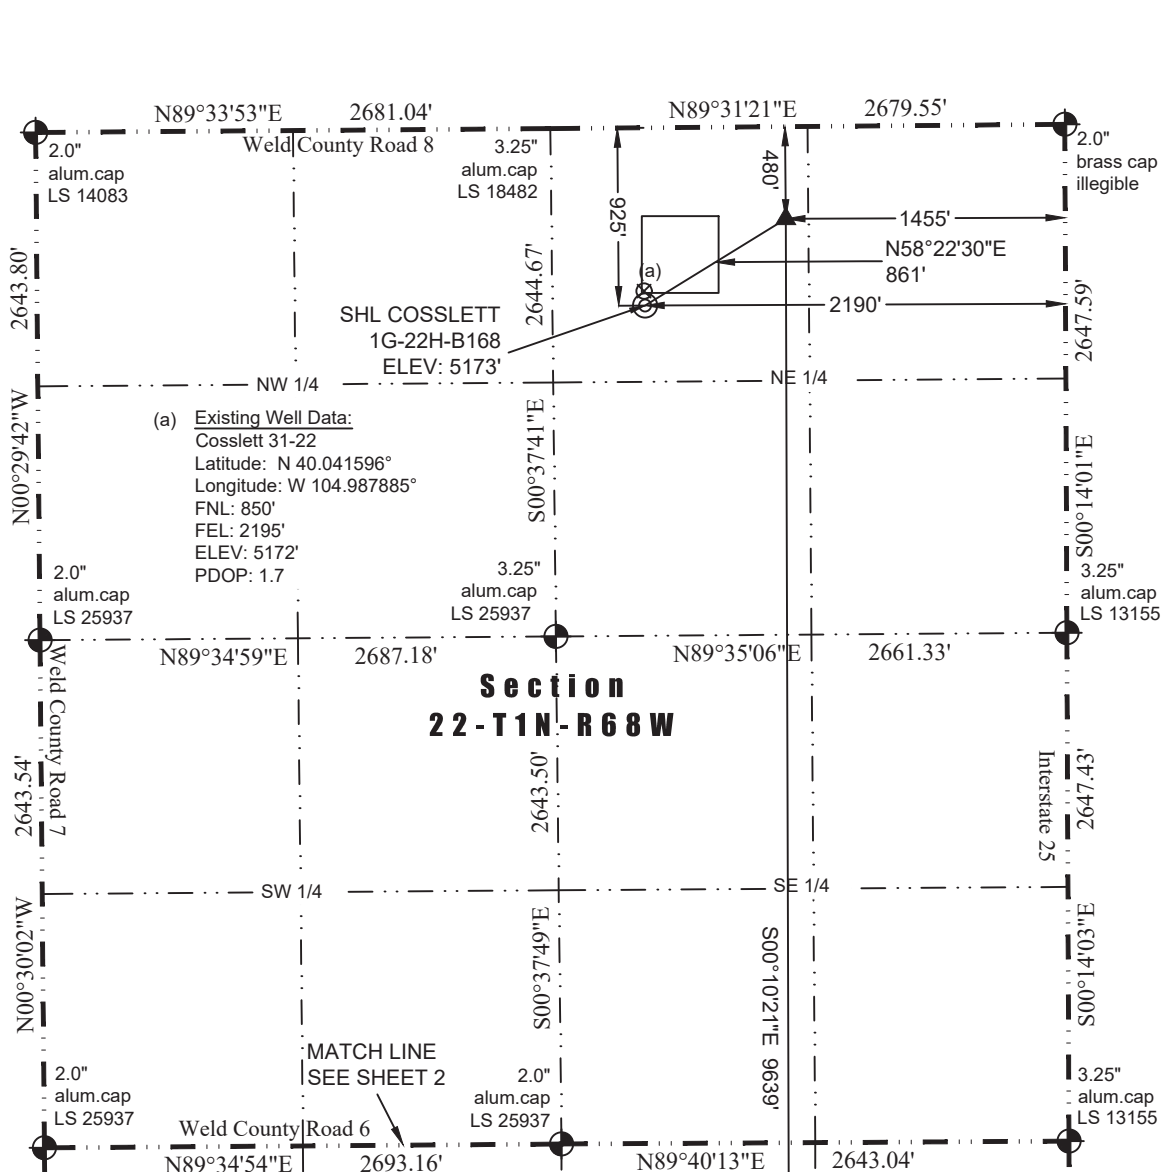 N89°33'53"E 2681.04' N89°31'21"E 2679.55'
Weld County Road 8
2.0"
alum.cap
LS 14083
3.25"
alum.cap
LS 18482
2.0"
brass cap
illegible
480'
925'
1455'
N58°22'30"E
861'
(a)
2190'
2643.80'
2644.67'
2647.59'
SHL COSSLETT
1G-22H-B168
ELEV: 5173'
NW 1/4
NE 1/4
(a) Existing Well Data:
Cosslett 31-22
Latitude: N 40.041596°
Longitude: W 104.987885°
FNL: 850'
FEL: 2195'
ELEV: 5172'
PDOP: 1.7
N00°29'42"W
S00°37'41"E
S00°14'01"E
2.0"
alum.cap
LS 25937
3.25"
alum.cap
LS 25937
3.25"
alum.cap
LS 13155
N89°34'59"E 2687.18' N89°35'06"E 2661.33'
Section
22-T1N-R68W
Weld County Road 7
2643.54'
2643.50'
Interstate 25
2647.43'
SW 1/4
SE 1/4
N00°30'02"W
S00°37'49"E
S00°10'21"E 9639'
S00°14'03"E
MATCH LINE
SEE SHEET 2
2.0"
alum.cap
LS 25937
2.0"
alum.cap
LS 25937
3.25"
alum.cap
LS 13155
Weld County Road 6
N89°34'54"E 2693.16' N89°40'13"E 2643.04'